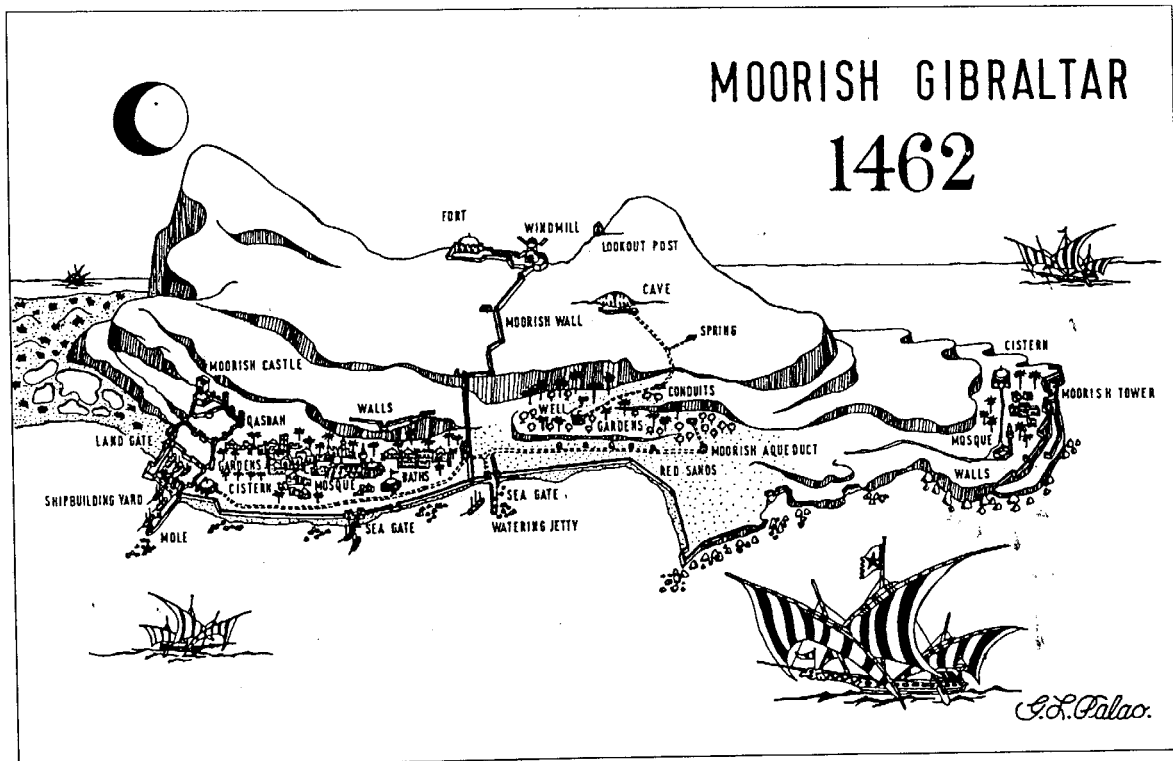 MOORISH GIBRALTAR
1462
FORT
WINDMILL
LOOKOUT POST
CAVE
MOORISH WALL
SPRING
CISTERN
MOORISH CASTLE
MOORISH TOWER
WELL
CONDUITS
QASBAH
WALLS
GARDENS
LAND GATE
MOSQUE
MOORISH AQUEDUCT
GARDENS
BATHS
RED SANDS
WALLS
CISTERN
MOSQUE
SHIPBUILDING YARD
SEA GATE
MOLE
SEA GATE
WATERING JETTY
G.L.Palao.